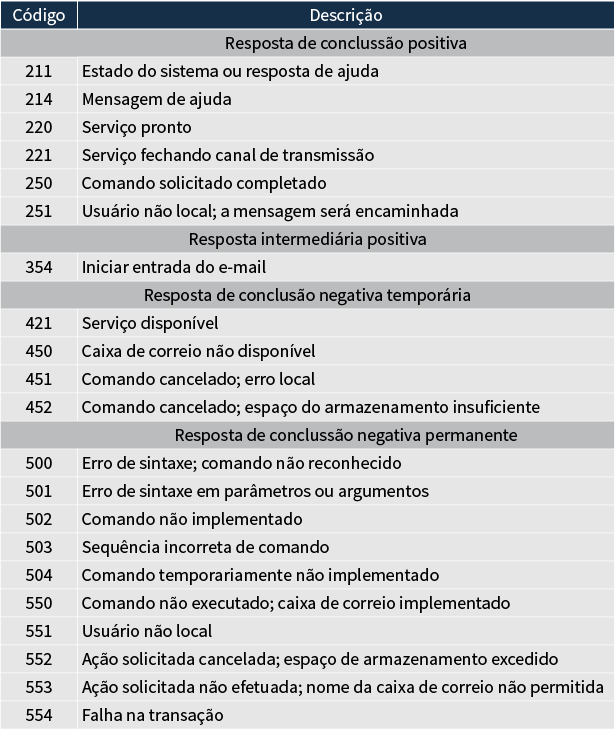 Código Descrição
Resposta de conclussão positiva
211 Estado do sistema ou resposta de ajuda
214 Mensagem de ajuda
220 Serviço pronto
221 Serviço fechando canal de transmissão
250 Comando solicitado completado
251 Usuário não local; a mensagem será encaminhada
Resposta intermediária positiva
354 Iniciar entrada do e-mail
Resposta de conclusão negativa temporária
421 Serviço disponível
450 Caixa de correio não disponível
451 Comando cancelado; erro local
452 Comando cancelado; espaço do armazenamento insuficiente
Resposta de conclussão negativa permanente
500 Erro de sintaxe; comando não reconhecido
501 Erro de sintaxe em parâmetros ou argumentos
502 Comando não implementado
503 Sequência incorreta de comando
504 Comando temporariamente não implementado
550 Comando não executado; caixa de correio implementado
551 Usuário não local
552 Ação solicitada cancelada; espaço de armazenamento excedido
553 Ação solicitada não efetuada; nome da caixa de correio não permitida
554 Falha na transação